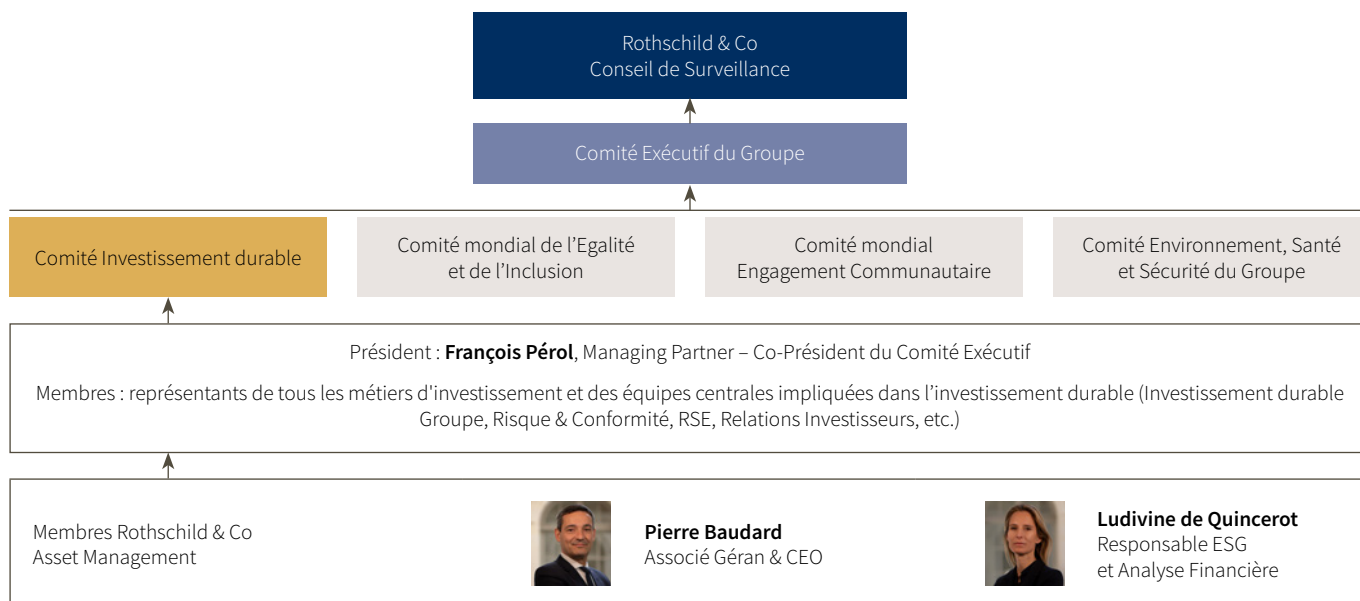 Rothschild & Co
Conseil de Surveillance
Comité Exécutif du Groupe
Comité Investissement durable
Comité mondial de l’Egalité
et de l’Inclusion
Comité mondial
Engagement Communautaire
Comité Environnement, Santé
et Sécurité du Groupe
Président : François Pérol, Managing Partner – Co-Président du Comité Exécutif
Membres : représentants de tous les métiers d'investissement et des équipes centrales impliquées dans l’investissement durable (Investissement durable
Groupe, Risque & Conformité, RSE, Relations Investisseurs, etc.)
Membres Rothschild & Co
Asset Management
Pierre Baudard
Associé Géran & CEO
Ludivine de Quincerot
Responsable ESG
et Analyse Financière